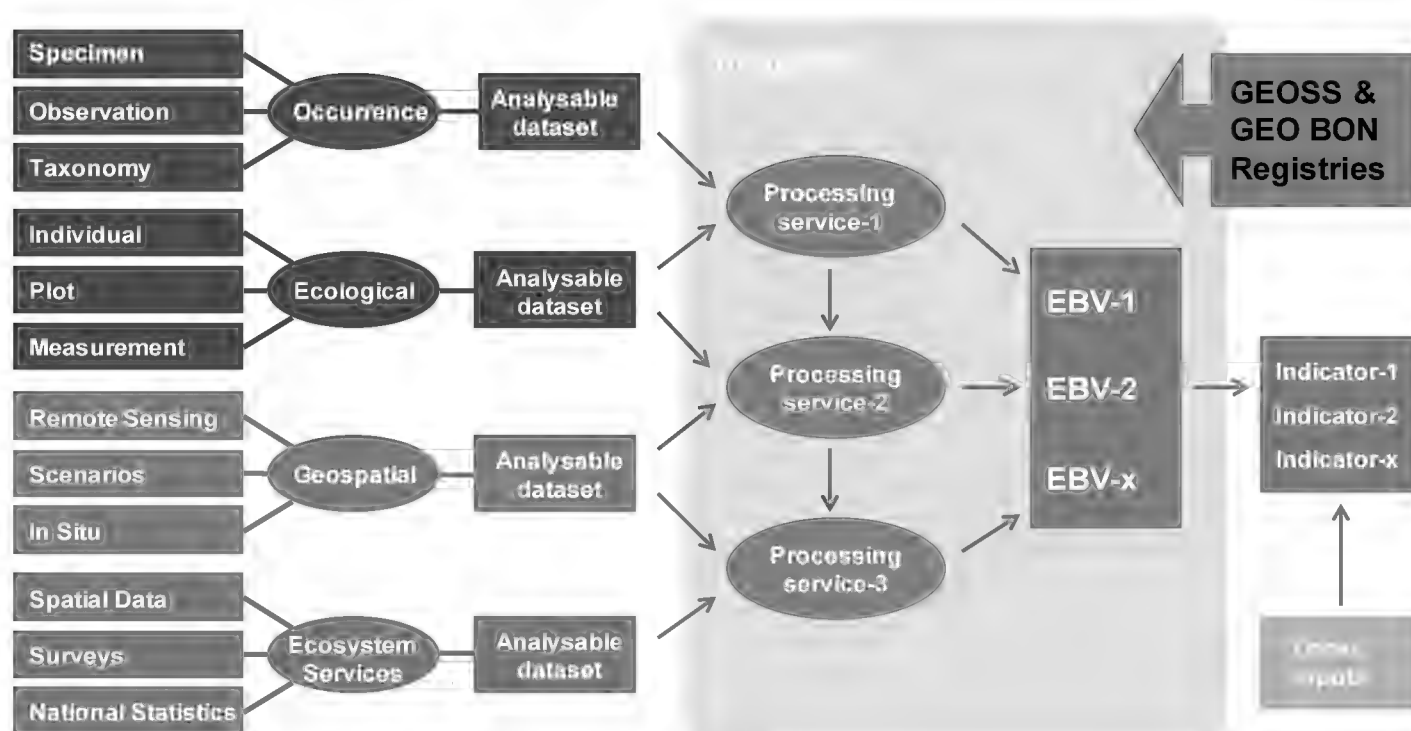 Specimen
Observation
Taxonomy
Occurrence
Analysable
dataset
Individual
Plot
Measurement
Ecological
Analysable
dataset
Remote Sensing
Scenarios
In Situ
Geospatial
Analysable
dataset
Spatial Data
Surveys
National Statistics
Ecosystem
Services
Analysable
dataset
Processing
service-1
Processing
service-2
Processing
service-3
EBV-1
EBV-2
EBV-x
GEOSS &
GEO BON
Registries
Indicator-1
Indicator-2
Indicator-x
inputs